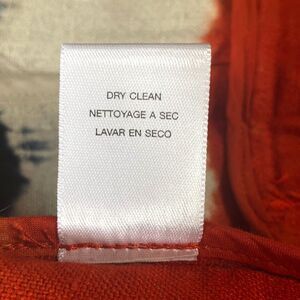 DRY CLEAN
NETTOYAGE A SEC
LAVAR EN SECO